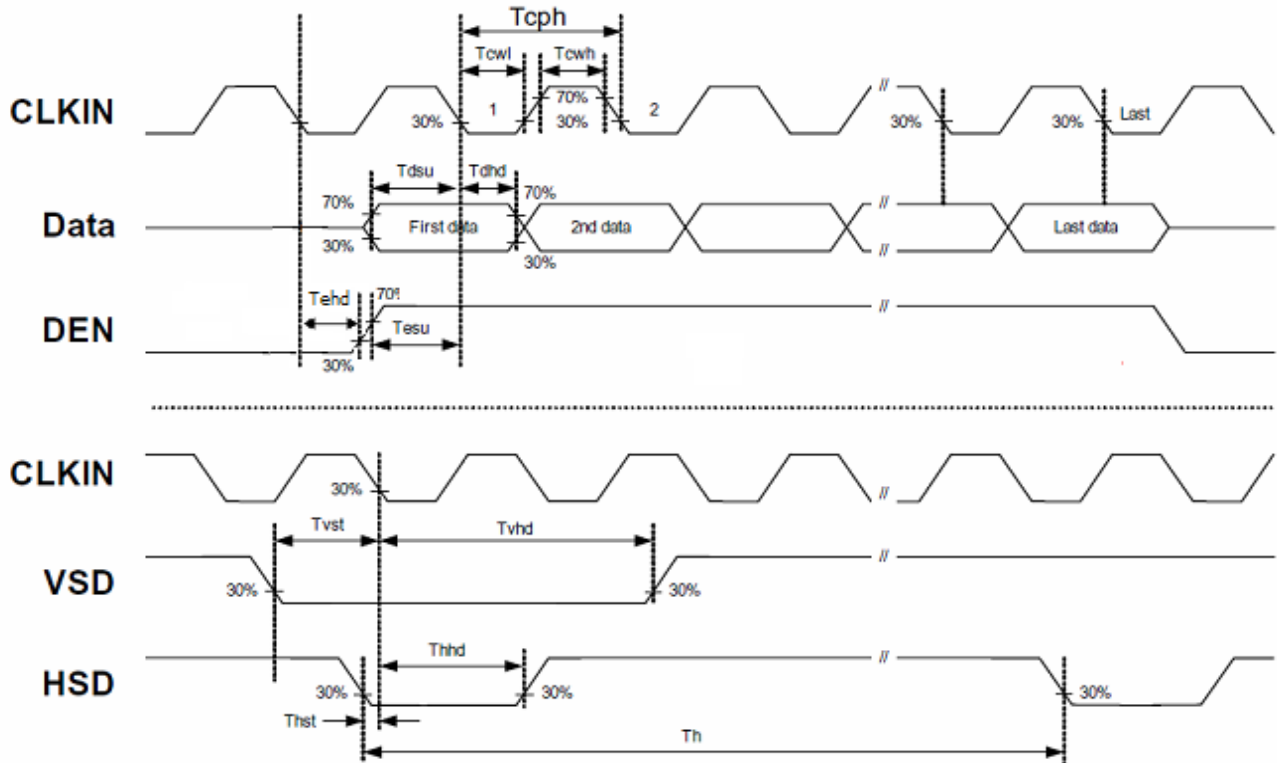 Tcph
Tcwl Tcwh
CLKIN 30% 1 70% 30% 2 // 30% 30% Last
Tdsu Tdhd
70% 70%
Data First data 2nd data // // Last data
30% 30%
Tehd 70%
DEN Tesu //
30%
CLKIN 30% //
Tvst Tvhd
VSD 30% 30% //
Thhd
HSD 30% 30% // 30%
Thst
Th